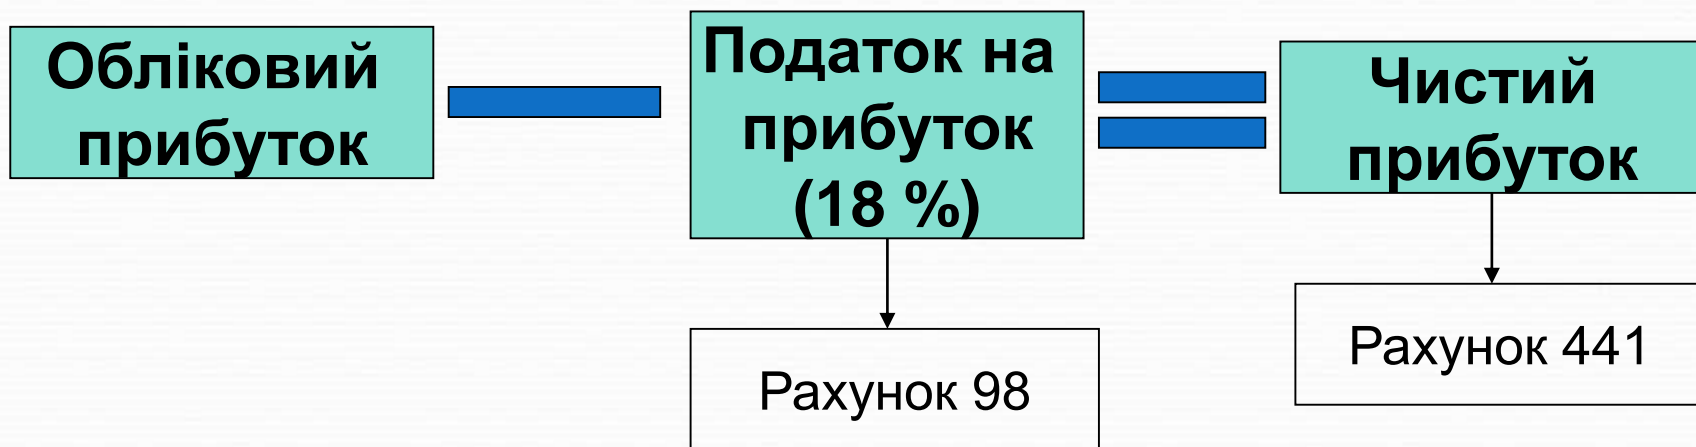 Обліковий
прибуток
Податок на
прибуток
(18 %)
Чистий
прибуток
Рахунок 98
Рахунок 441